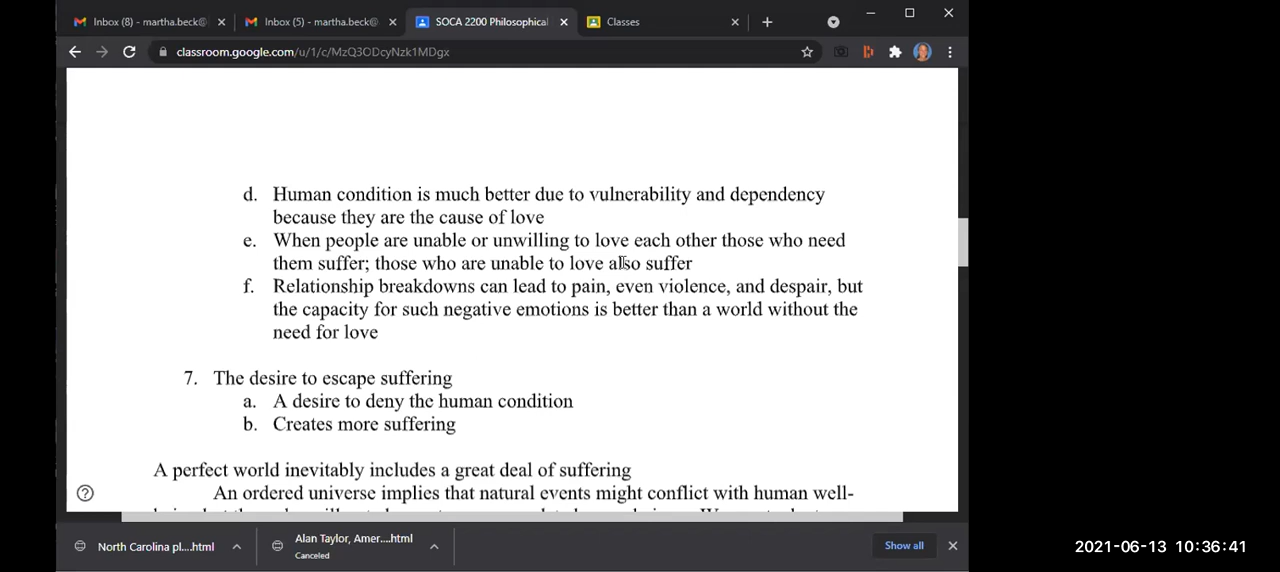 Inbox (8) - martha.beck@
Inbox (5) - martha.beck@
SOCA 2200 Philosophical
Classes
classroom.google.com/u/1/c/MzQ3ODcyNzk1MDgx
d. Human condition is much better due to vulnerability and dependency
because they are the cause of love
e. When people are unable or unwilling to love each other those who need
them suffer; those who are unable to love also suffer
f. Relationship breakdowns can lead to pain, even violence, and despair, but
the capacity for such negative emotions is better than a world without the
need for love
7. The desire to escape suffering
a. A desire to deny the human condition
b. Creates more suffering
A perfect world inevitably includes a great deal of suffering
An ordered universe implies that natural events might conflict with human well-
North Carolina pl....html
Alan Taylor, Amer....html
Canceled
Show all
2021-06-13 10:36:41